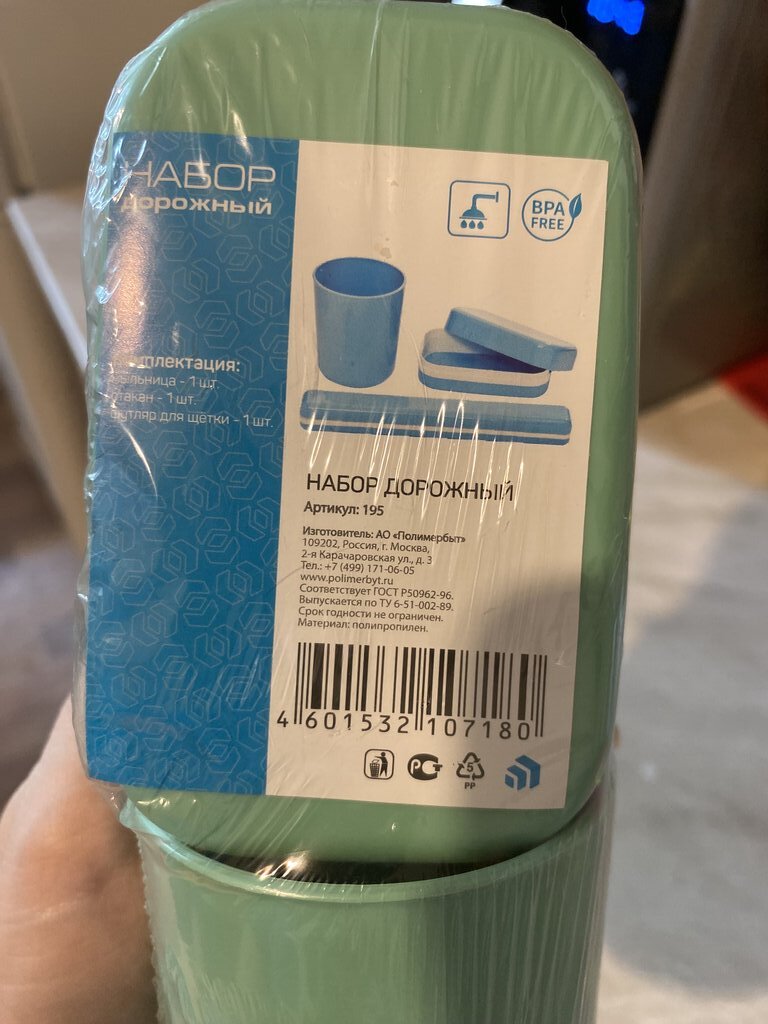 НАБОР
дорожный
BPA
FREE
Комплектация:
мыльница - 1 шт.
стакан - 1 шт.
футляр для щётки - 1 шт.
НАБОР ДОРОЖНЫЙ
Артикул: 195
Изготовитель: АО «Полимербыт»
109202, Россия, г. Москва,
2-я Карачаровская ул., д. 3
Тел.: +7 (499) 171-06-05
www.polimerbyt.ru
Соответствует ГОСТ Р50962-96.
Выпускается по ТУ 6-51-002-89.
Срок годности не ограничен.
Материал: полипропилен.
4 601532 107180
РСТ
5
PP